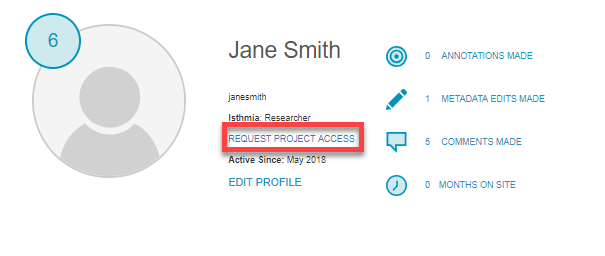 6
Jane Smith
janesmith
Isthmia: Researcher
REQUEST PROJECT ACCESS
Active Since: May 2018
EDIT PROFILE
0 ANNOTATIONS MADE
1 METADATA EDITS MADE
5 COMMENTS MADE
0 MONTHS ON SITE